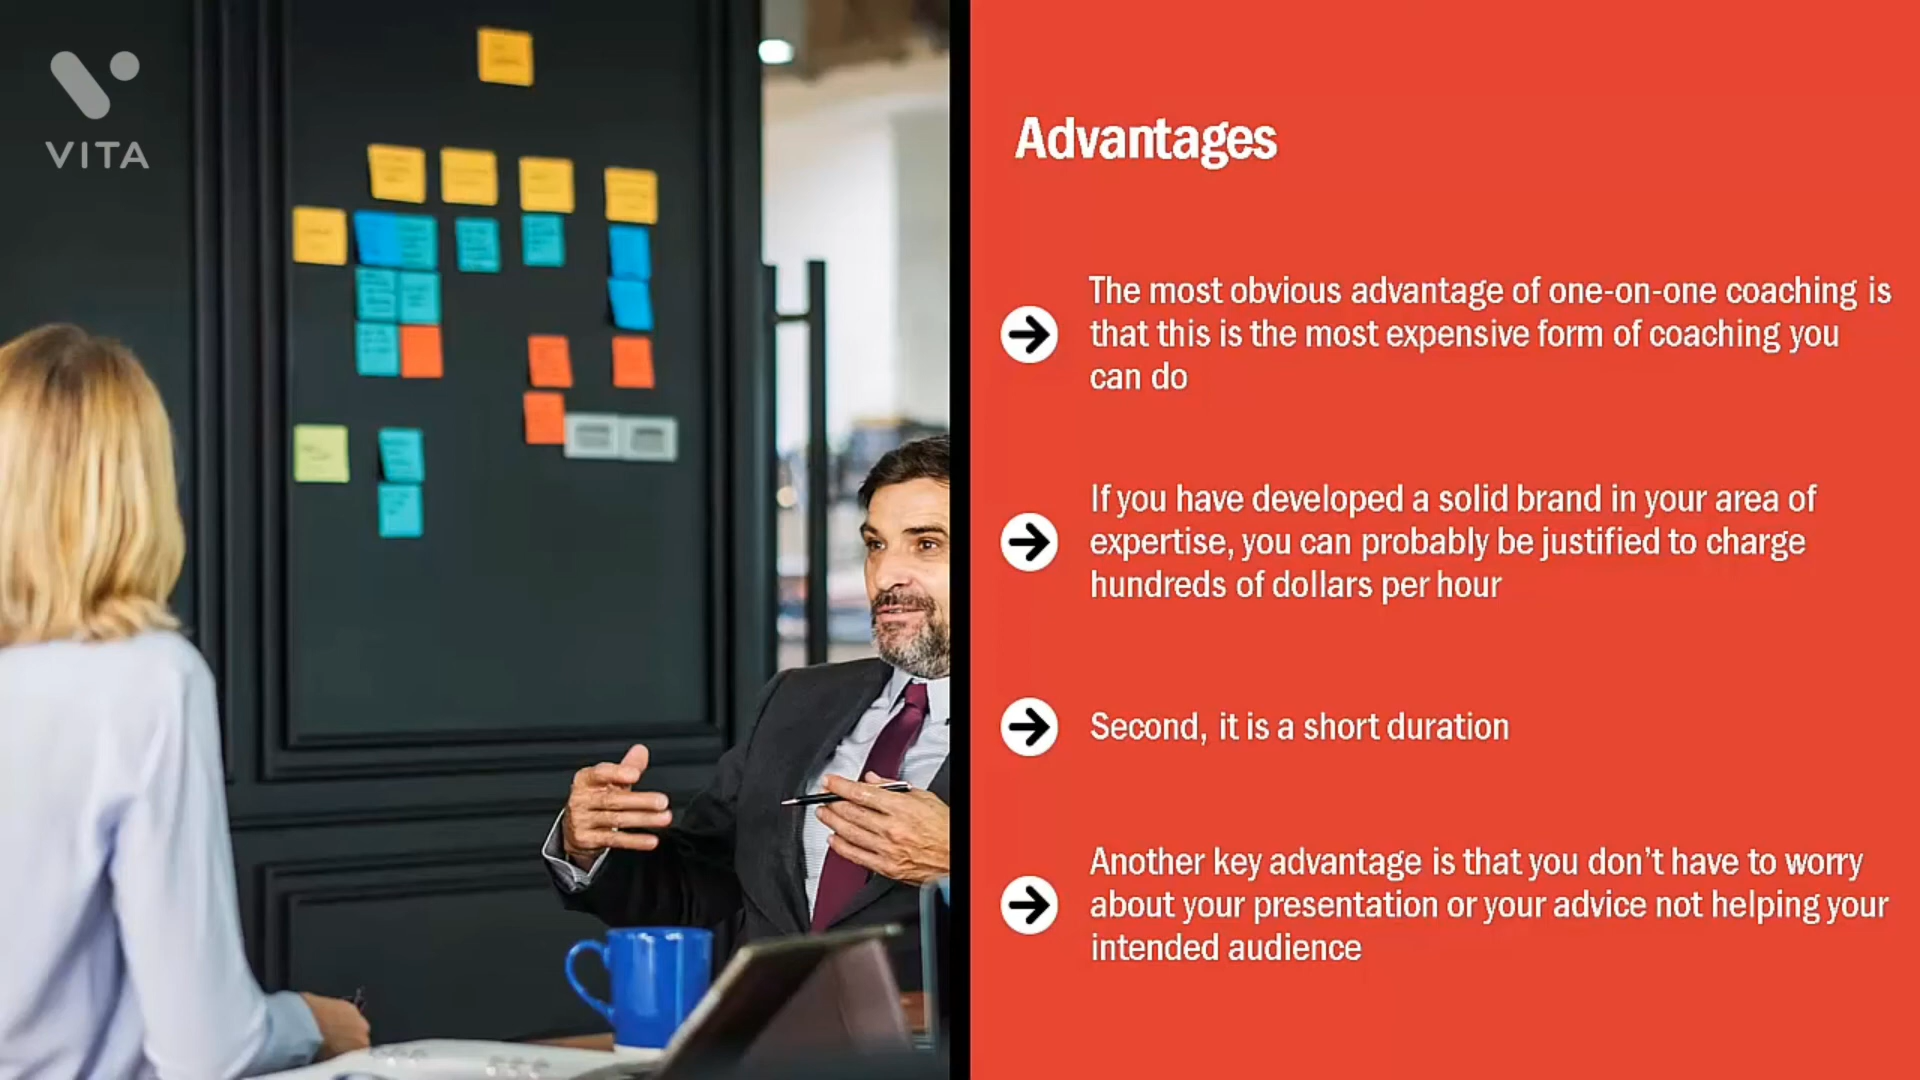 VITA
Advantages
The most obvious advantage of one-on-one coaching is
that this is the most expensive form of coaching you
can do
If you have developed a solid brand in your area of
expertise, you can probably be justified to charge
hundreds of dollars per hour
Second, it is a short duration
Another key advantage is that you don't have to worry
about your presentation or your advice not helping your
intended audience